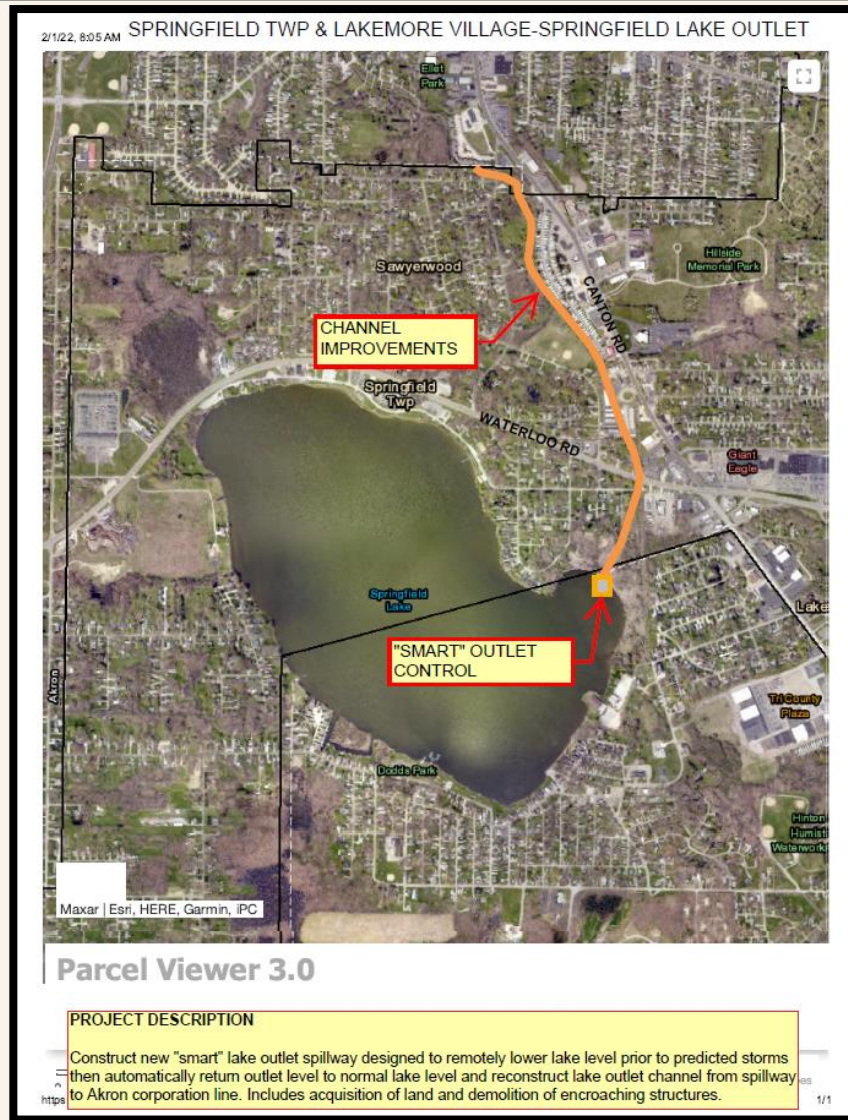 2/1/22, 8:05 AM SPRINGFIELD TWP & LAKEMORE VILLAGE-SPRINGFIELD LAKE OUTLET
Ellet
Park
Sawyerwood
Hillside
Memorial Park
CANTON RD
CHANNEL
IMPROVEMENTS
Springfield
Twp
WATERLOO RD
Giant
Eagle
Springfield
Lake
Lake
"SMART" OUTLET
CONTROL
Akron
Tri County
Plaza
Dodds Park
Hinton
Humist
Waterworks
Maxar | Esri, HERE, Garmin, iPC
Parcel Viewer 3.0
PROJECT DESCRIPTION
Construct new "smart" lake outlet spillway designed to remotely lower lake level prior to predicted storms
then automatically return outlet level to normal lake level and reconstruct lake outlet channel from spillway
to Akron corporation line. Includes acquisition of land and demolition of encroaching structures.
https
1/1